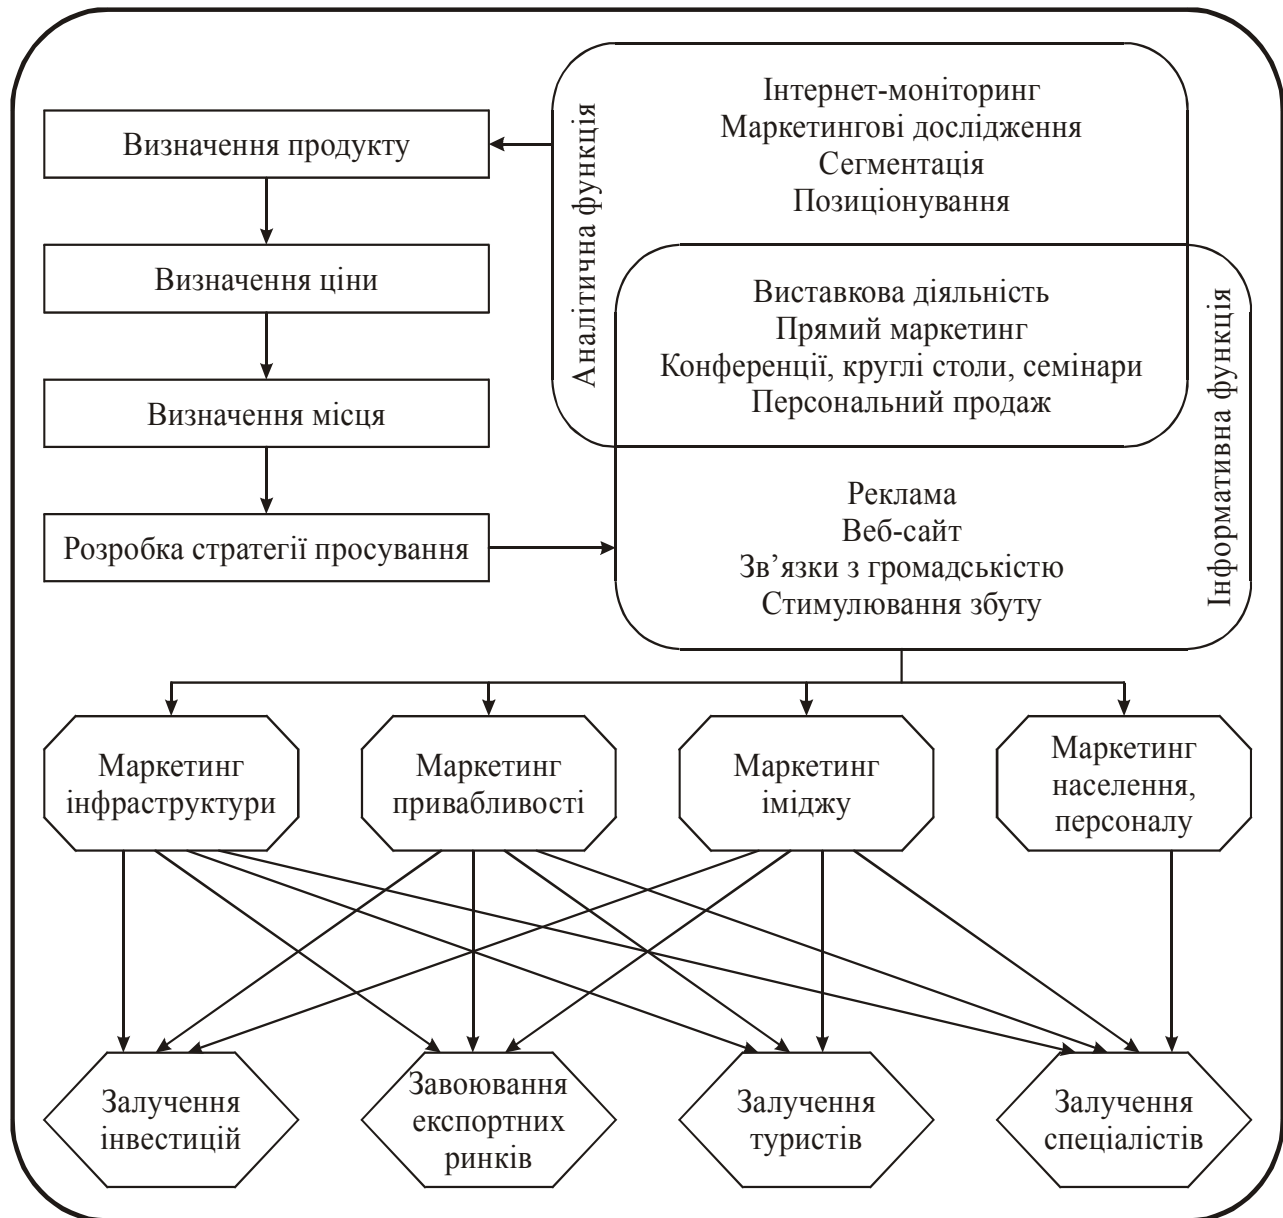 Інтернет-моніторинг
Маркетингові дослідження
Сегментація
Позиціонування
Аналітична функція
Визначення продукту
Визначення ціни
Визначення місця
Розробка стратегії просування
Виставкова діяльність
Прямий маркетинг
Конференції, круглі столи, семінари
Персональний продаж
Інформативна функція
Реклама
Веб-сайт
Зв’язки з громадськістю
Стимулювання збуту
Маркетинг
інфраструктури
Маркетинг
привабливості
Маркетинг
іміджу
Маркетинг
населення,
персоналу
Залучення
інвестицій
Завоювання
експортних
ринків
Залучення
туристів
Залучення
спеціалістів